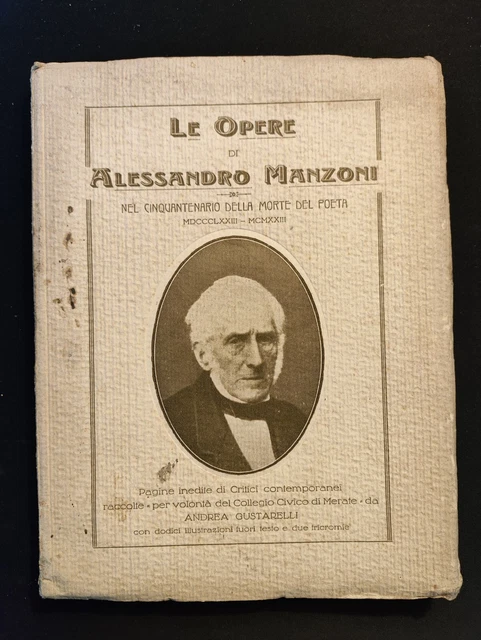 LE OPERE
DI
ALESSANDRO MANZONI
NEL CINQUANTENARIO DELLA MORTE DEL POETA
MDCCCLXXIII - MCMXXIII
Pagine inedite di Critici contemporanei
raccolte • per volontà del Collegio Civico di Merate • da
ANDREA GUSTARELLI
con dodici illustrazioni fuori testo e due tricromie